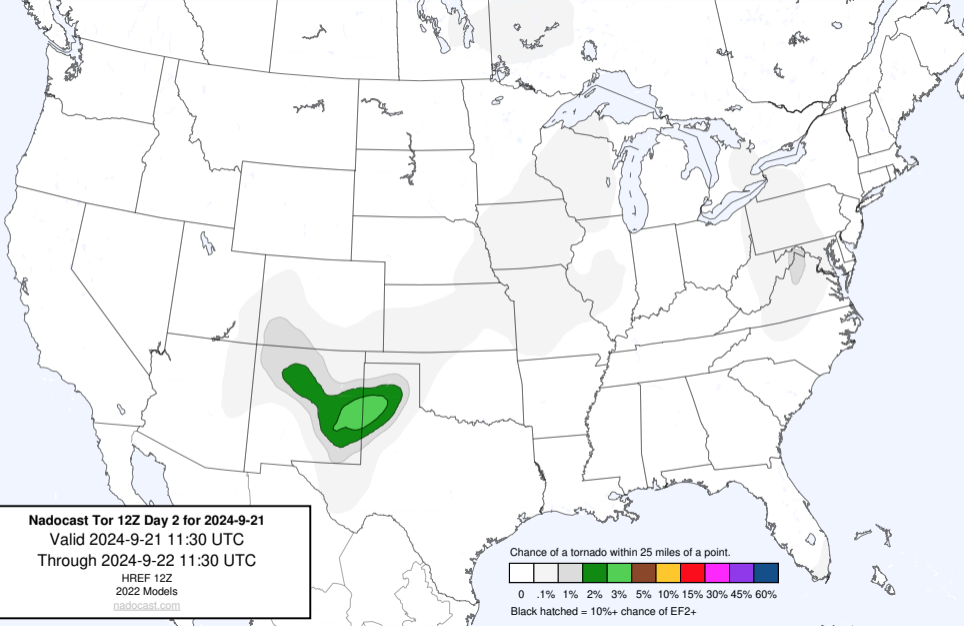 Nadocast Tor 12Z Day 2 for 2024-9-21
Valid 2024-9-21 11:30 UTC
Through 2024-9-22 11:30 UTC
HREF 12Z
2022 Models
nadocast.com
Chance of a tornado within 25 miles of a point.
0 .1% 1% 2% 3% 5% 10% 15% 30% 45% 60%
Black hatched = 10%+ chance of EF2+